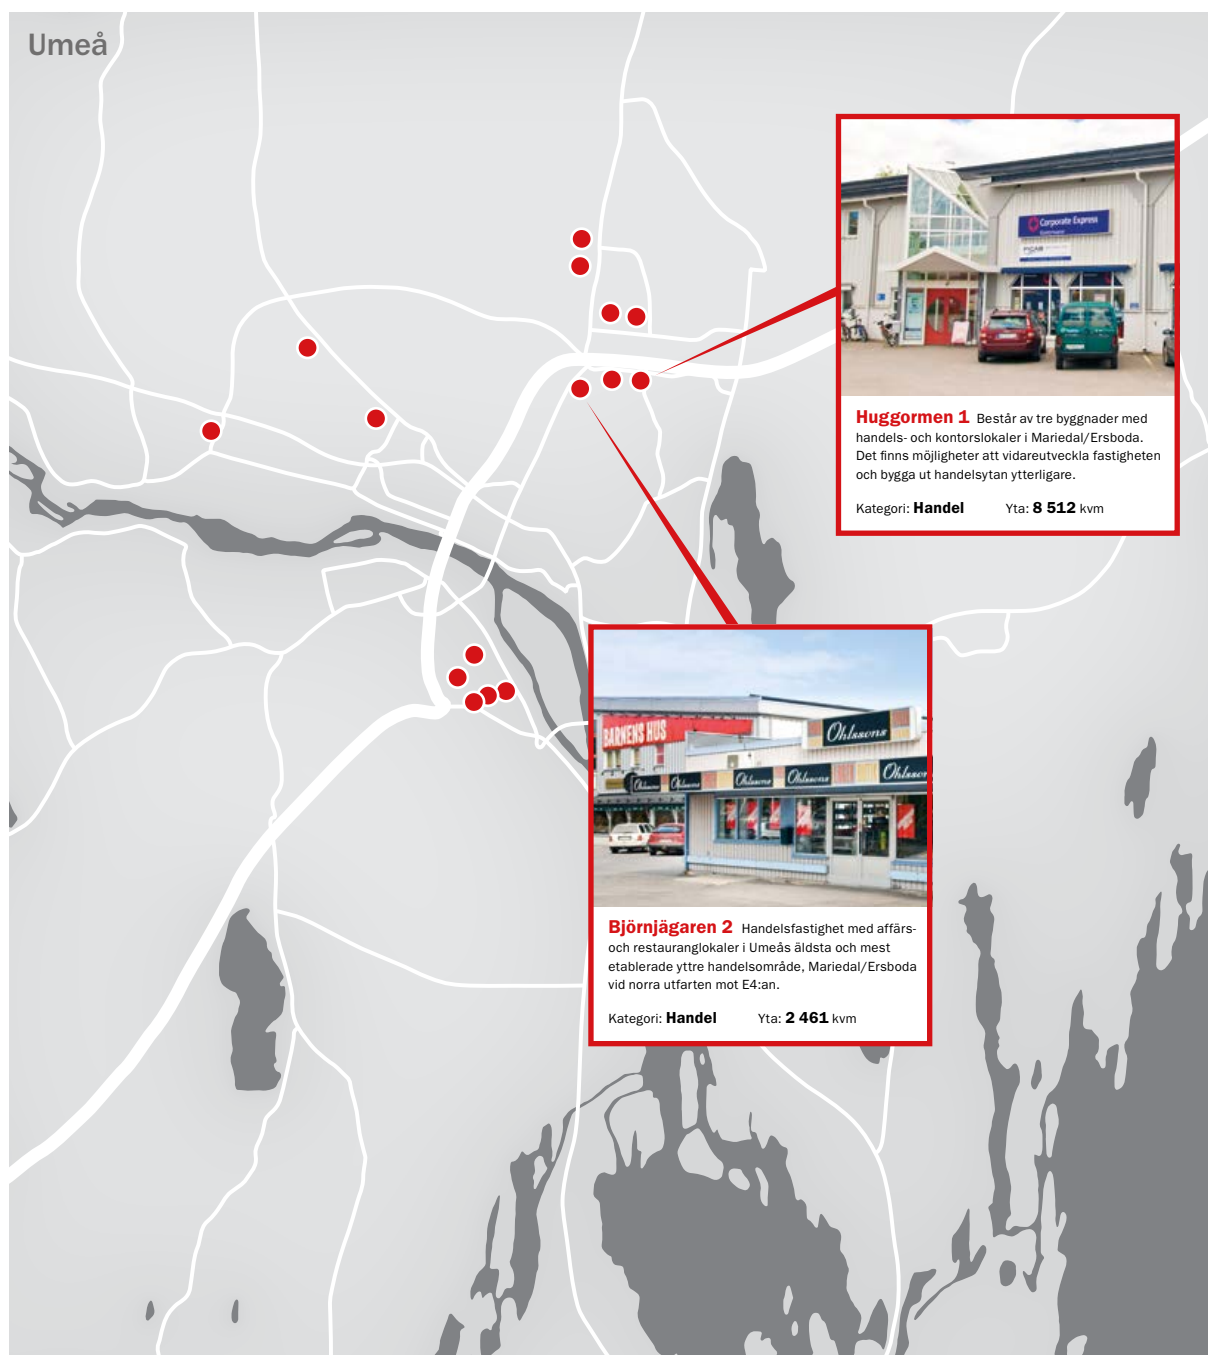 Umeå
Corporate Express
Huggormen 1 Består av tre byggnader med
handels- och kontorslokaler i Mariedal/Ersboda.
Det finns möjligheter att vidareutveckla fastigheten
och bygga ut handelsytan ytterligare.
Kategori: Handel Yta: 8 512 kvm
BARNENS HUS
Ohlssons
Ohlssons
Ohlssons
Ohlssons
Ohlssons
Björnjägaren 2 Handelsfastighet med affärs-
och restauranglokaler i Umeås äldsta och mest
etablerade yttre handelsområde, Mariedal/Ersboda
vid norra utfarten mot E4:an.
Kategori: Handel Yta: 2 461 kvm